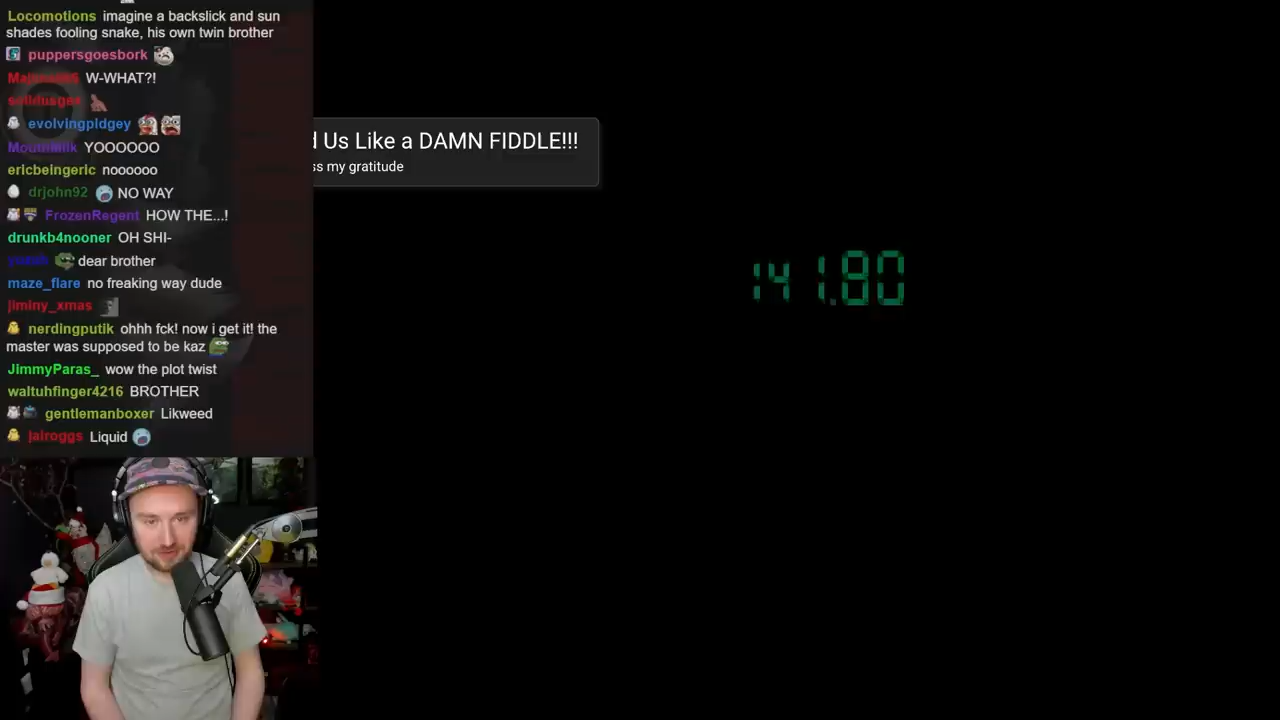 Locomotions imagine a backslick and sun
shades fooling snake, his own twin brother
puppersgoesbork
W-WHAT?!
solidusgex
evolvingpidgey
MouthMilk YOOOOOO
ericbeingeric noooooo
drjohn92 NO WAY
FrozenRegent HOW THE...!
drunkb4nooner OH SHI-
dear brother
maze_flare no freaking way dude
jiminy_xmas
nerdingputik ohhh fck! now i get it! the
master was supposed to be kaz
JimmyParas_ wow the plot twist
waltuhfinger4216 BROTHER
gentlemanboxer Likweed
jairoggs Liquid
d Us Like a DAMN FIDDLE!!!
ss my gratitude
141.80